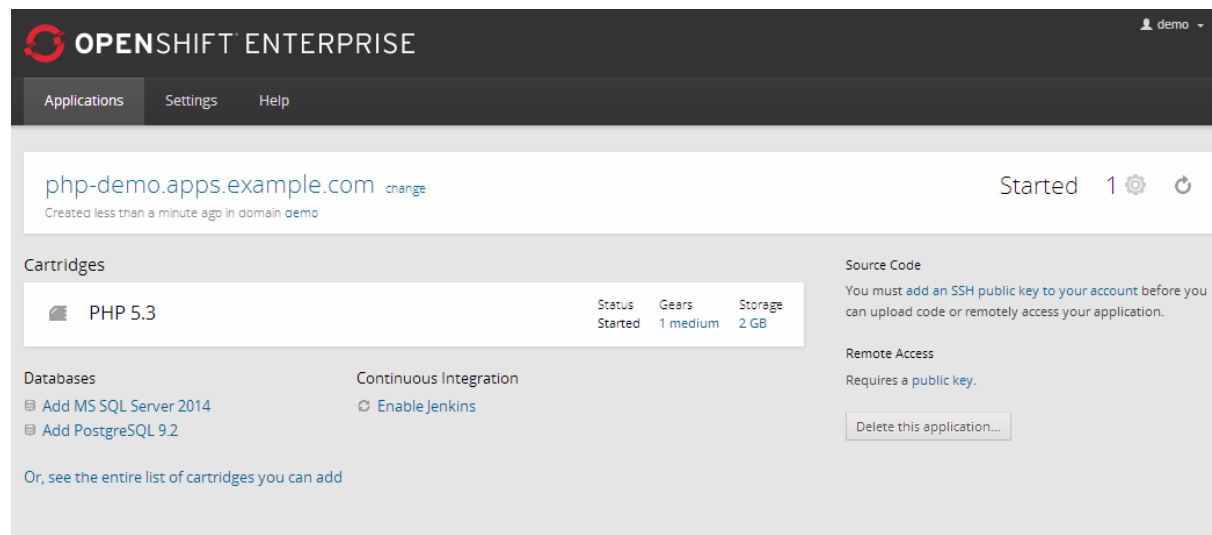 demo
OPENSHIFT ENTERPRISE
Applications Settings Help
php-demo.apps.example.com change
Started 1
Created less than a minute ago in domain demo
Cartridges
PHP 5.3
Status Gears Storage
Started 1 medium 2 GB
Databases
Add MS SQL Server 2014
Add PostgreSQL 9.2
Continuous Integration
Enable Jenkins
Or, see the entire list of cartridges you can add
Source Code
You must add an SSH public key to your account before you
can upload code or remotely access your application.
Remote Access
Requires a public key.
Delete this application...